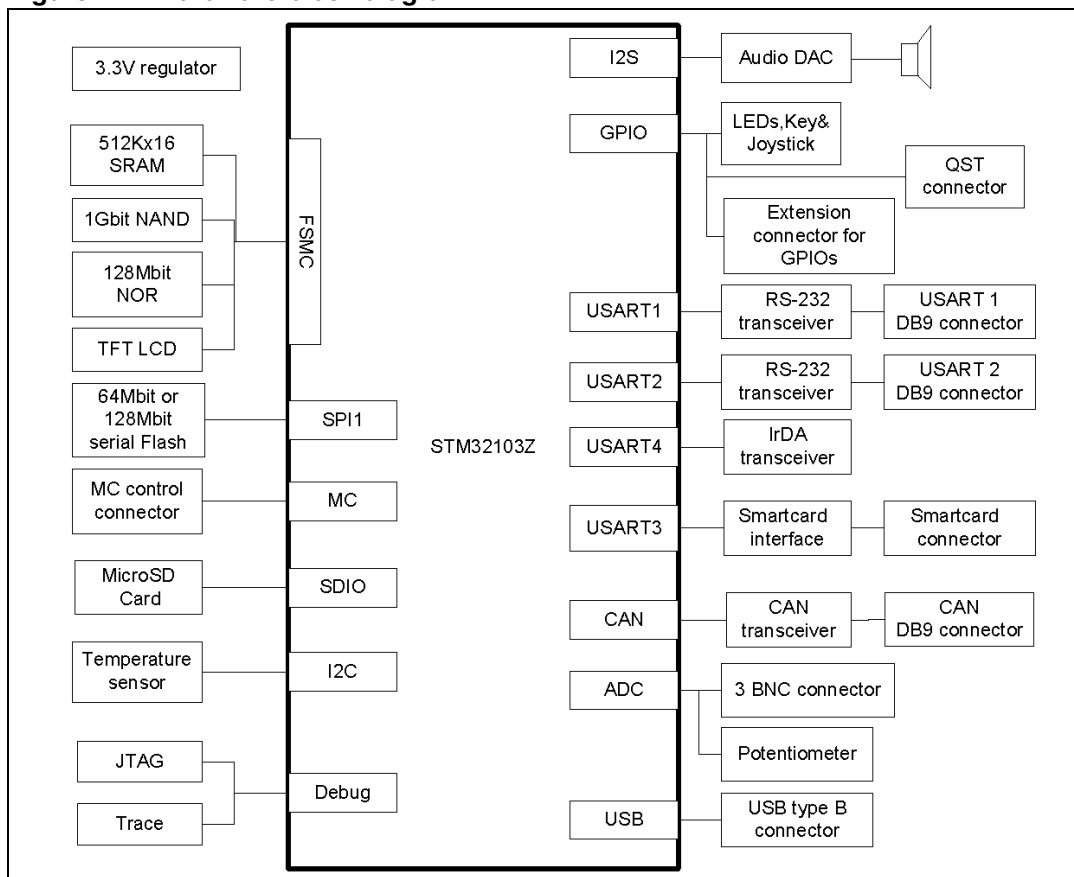 3.3V regulator
512Kx16
SRAM
1Gbit NAND
128Mbit
NOR
TFT LCD
64Mbit or
128Mbit
serial Flash
MC control
connector
MicroSD
Card
Temperature
sensor
JTAG
Trace
FSMC
SPI1
MC
SDIO
I2C
Debug
STM32103Z
I2S
GPIO
USART1
USART2
USART4
USART3
CAN
ADC
USB
Audio DAC
LEDs,Key&
Joystick
QST
connector
Extension
connector for
GPIOs
RS-232
transceiver
USART 1
DB9 connector
RS-232
transceiver
USART 2
DB9 connector
IrDA
transceiver
Smartcard
interface
Smartcard
connector
CAN
transceiver
CAN
DB9 connector
3 BNC connector
Potentiometer
USB type B
connector